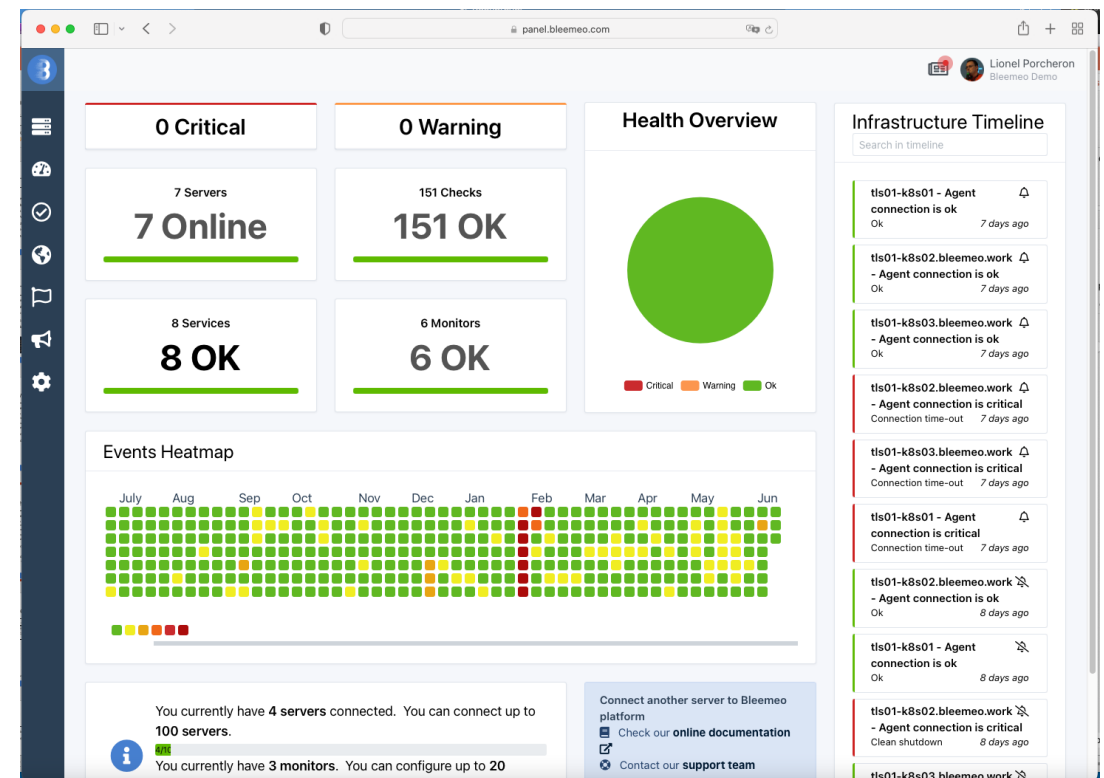 panel.bleemeo.com
Lionel Porcheron
Bleemeo Demo
0 Critical
0 Warning
Health Overview
7 Servers
7 Online
151 Checks
151 OK
8 Services
8 OK
6 Monitors
6 OK
Critical Warning Ok
Events Heatmap
July Aug Sep Oct Nov Dec Jan Feb Mar Apr May Jun
You currently have 4 servers connected. You can connect up to
100 servers.
You currently have 3 monitors. You can configure up to 20
Connect another server to Bleemeo
platform
Check our online documentation
Contact our support team
Infrastructure Timeline
Search in timeline
tls01-k8s01 - Agent
connection is ok
Ok 7 days ago
tls01-k8s02.bleemeo.work
- Agent connection is ok
Ok 7 days ago
tls01-k8s03.bleemeo.work
- Agent connection is ok
Ok 7 days ago
tls01-k8s02.bleemeo.work
- Agent connection is critical
Connection time-out 7 days ago
tls01-k8s03.bleemeo.work
- Agent connection is critical
Connection time-out 7 days ago
tls01-k8s01 - Agent
connection is critical
Connection time-out 7 days ago
tls01-k8s02.bleemeo.work
- Agent connection is ok
Ok 8 days ago
tls01-k8s01 - Agent
connection is ok
Ok 8 days ago
tls01-k8s02.bleemeo.work
- Agent connection is critical
Clean shutdown 8 days ago
tls01-k8s03.bleemeo.work